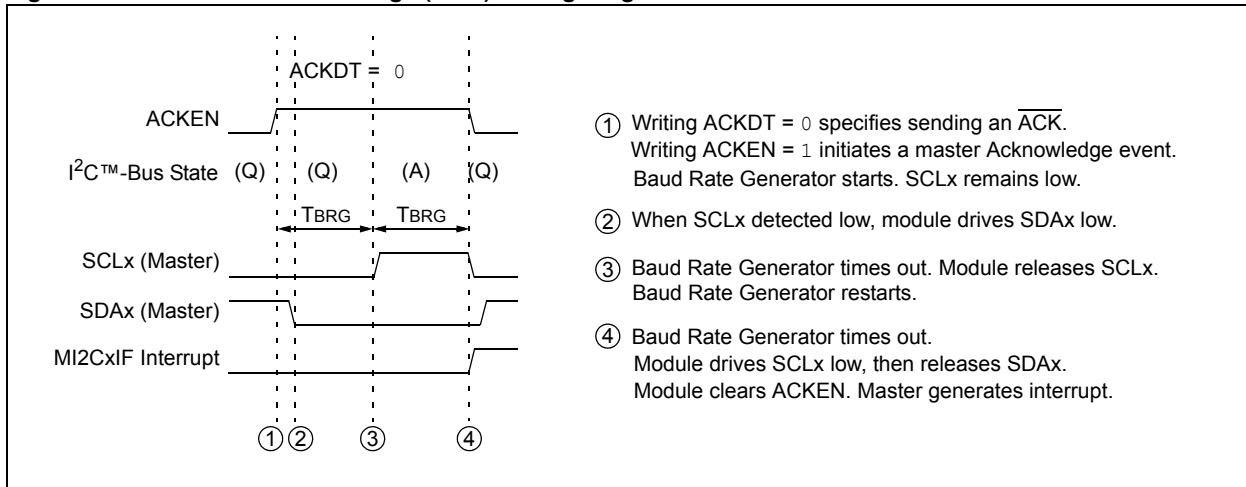 ACKDT = 0
ACKEN
I²C™-Bus State (Q) (Q) (A) (Q)
TBRG TBRG
SCLx (Master)
SDAx (Master)
MI2CxIF Interrupt
① ② ③ ④
① Writing ACKDT = 0 specifies sending an A̅C̅K̅.
Writing ACKEN = 1 initiates a master Acknowledge event.
Baud Rate Generator starts. SCLx remains low.
② When SCLx detected low, module drives SDAx low.
③ Baud Rate Generator times out. Module releases SCLx.
Baud Rate Generator restarts.
④ Baud Rate Generator times out.
Module drives SCLx low, then releases SDAx.
Module clears ACKEN. Master generates interrupt.